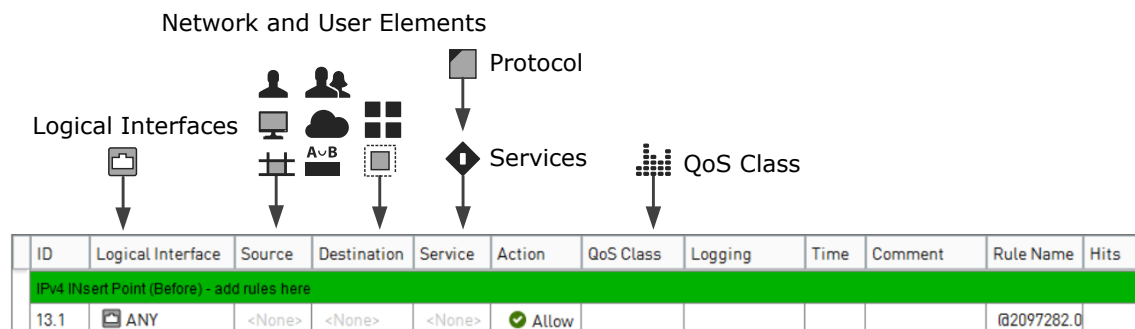 Network and User Elements
Protocol
Logical Interfaces
A∪B
Services
QoS Class
ID Logical Interface Source Destination Service Action QoS Class Logging Time Comment Rule Name Hits
IPv4 INsert Point (Before) - add rules here
13.1 ANY <None> <None> <None> Allow @2097282.0